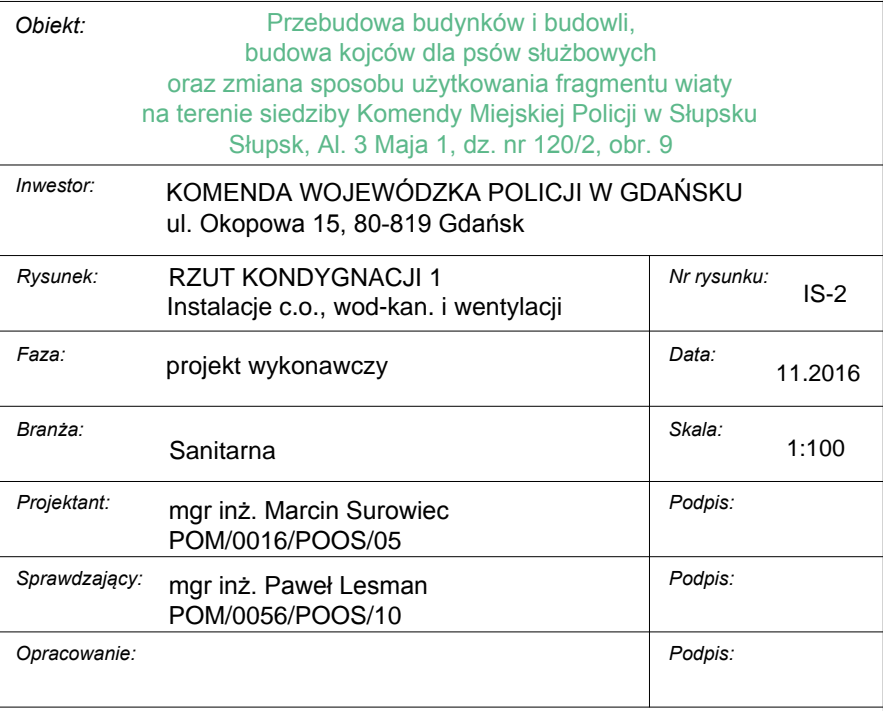 Obiekt:
Przebudowa budynków i budowli,
budowa kojców dla psów służbowych
oraz zmiana sposobu użytkowania fragmentu wiaty
na terenie siedziby Komendy Miejskiej Policji w Słupsku
Słupsk, Al. 3 Maja 1, dz. nr 120/2, obr. 9
Inwestor:
KOMENDA WOJEWÓDZKA POLICJI W GDAŃSKU
ul. Okopowa 15, 80-819 Gdańsk
Rysunek:
RZUT KONDYGNACJI 1
Instalacje c.o., wod-kan. i wentylacji
Nr rysunku:
IS-2
Faza:
projekt wykonawczy
Data:
11.2016
Branża:
Sanitarna
Skala:
1:100
Projektant:
mgr inż. Marcin Surowiec
POM/0016/POOS/05
Podpis:
Sprawdzający:
mgr inż. Paweł Lesman
POM/0056/POOS/10
Podpis:
Opracowanie:
Podpis: